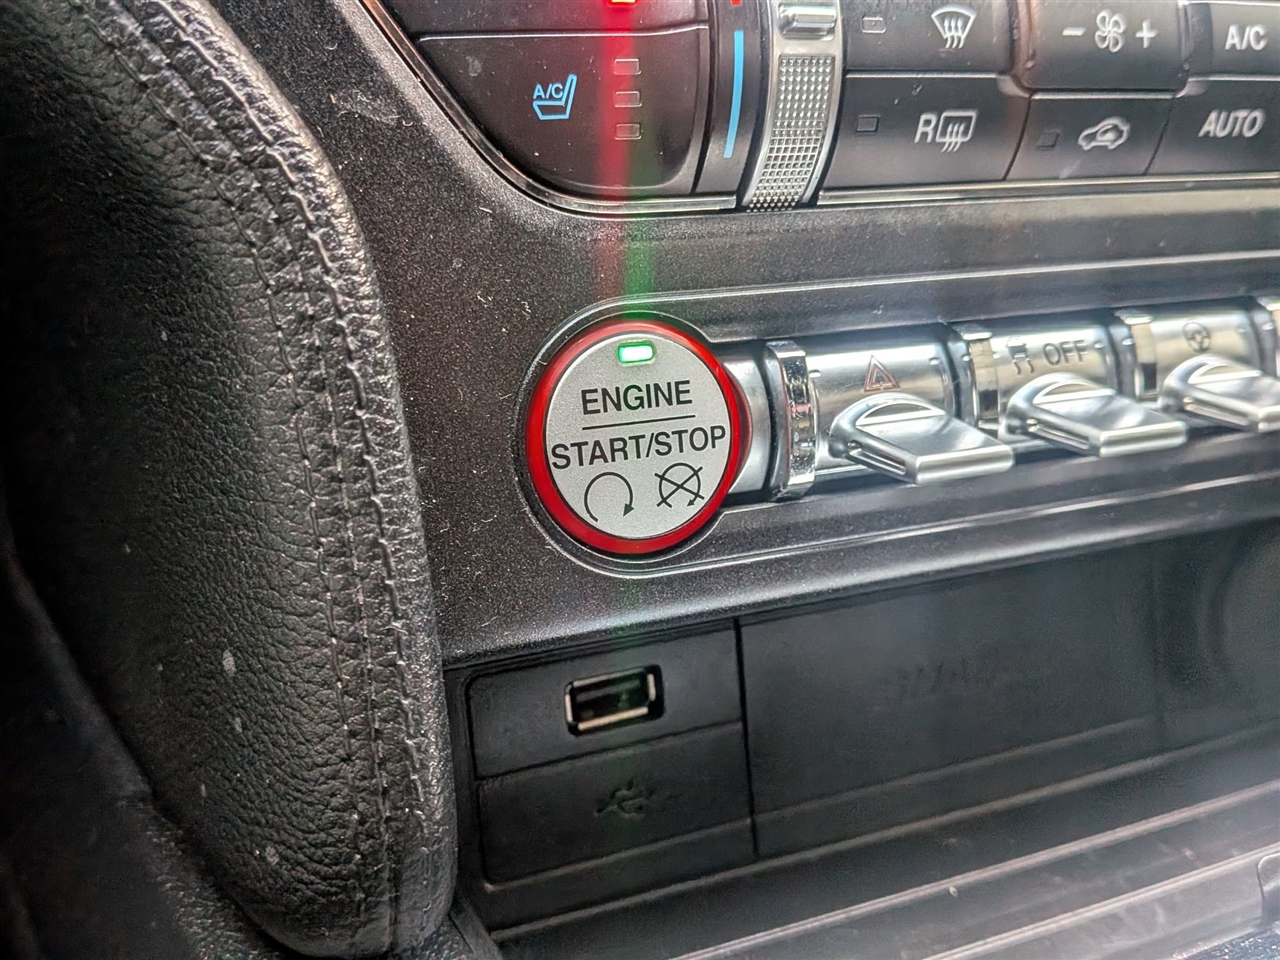 A/C
- +
A/C
R
AUTO
ENGINE
START/STOP
OFF